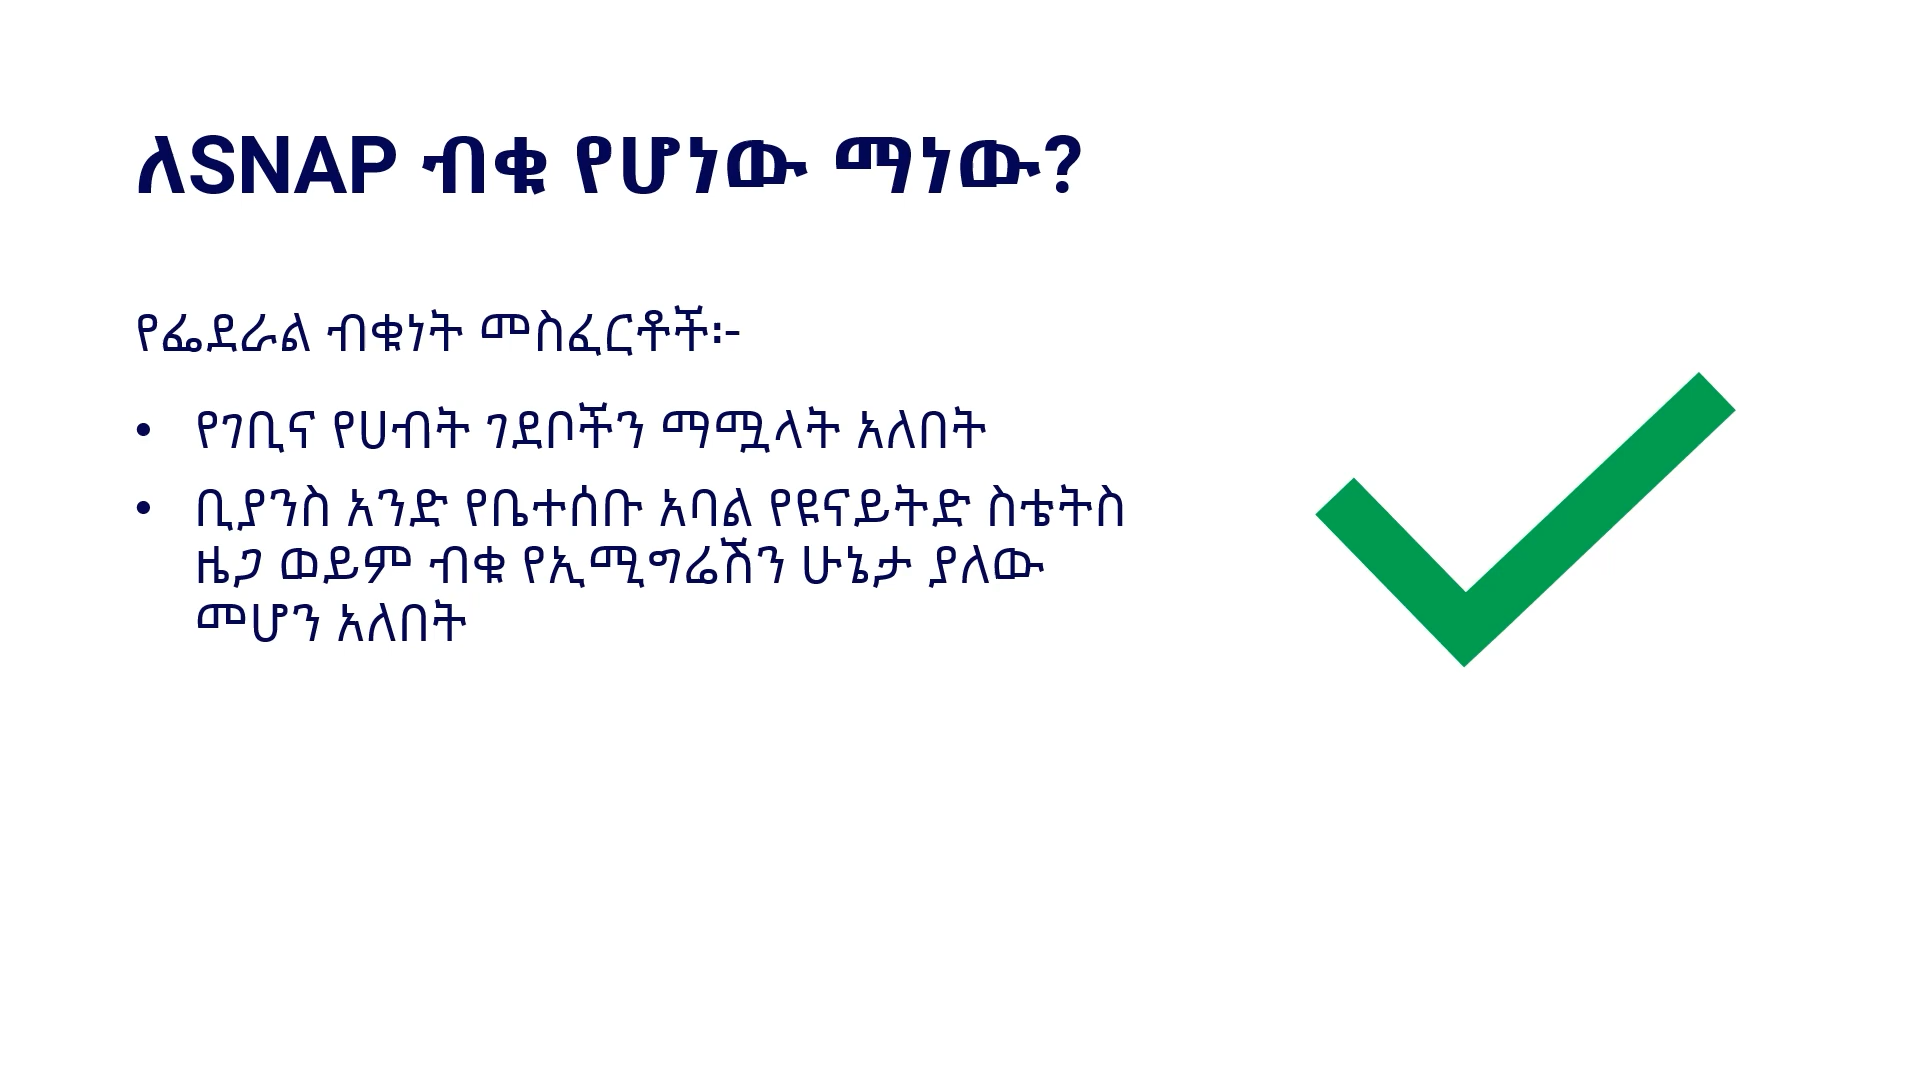 ለSNAP ብቁ የሆነው ማነው?
የፌደራል ብቁነት መስፈርቶች፡-
• የገቢና የሀብት ገደቦችን ማሟላት አለበት
• ቢያንስ አንድ የቤተሰቡ አባል የዩናይትድ ስቴትስ
ዜጋ ወይም ብቁ የኢሚግሬሽን ሁኔታ ያለው
መሆን አለበት